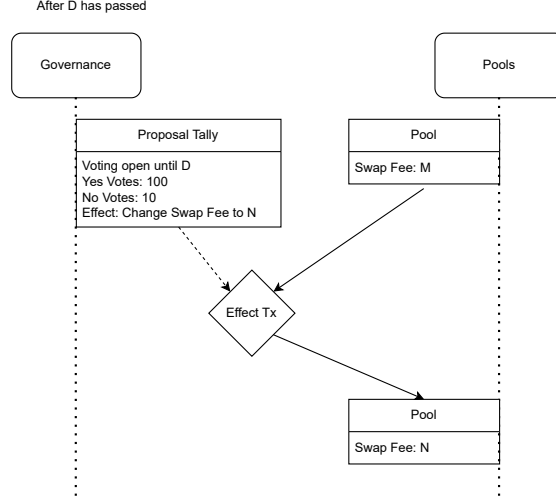 After D has passed
Governance
Pools
Proposal Tally
Voting open until D
Yes Votes: 100
No Votes: 10
Effect: Change Swap Fee to N
Pool
Swap Fee: M
Effect Tx
Pool
Swap Fee: N